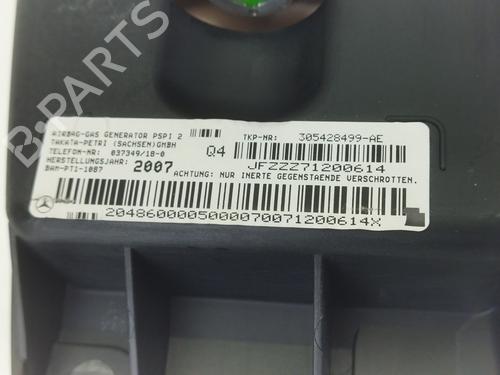 AIRBAG-GAS GENERATOR PSPI 2
TAKATA-PETRI (SACHSEN)GMBH
TELEFON-NR: 037349/18-0
HERSTELLUNGSJAHR: 2007
BAM-PT1-1087
TKP-NR: 305428499-AE
Q4 JFZZZ71200614
ACHTUNG: NUR INERTE GEGENSTAENDE VERSCHROTTEN.
2048600005000070071200614X
B-Parts